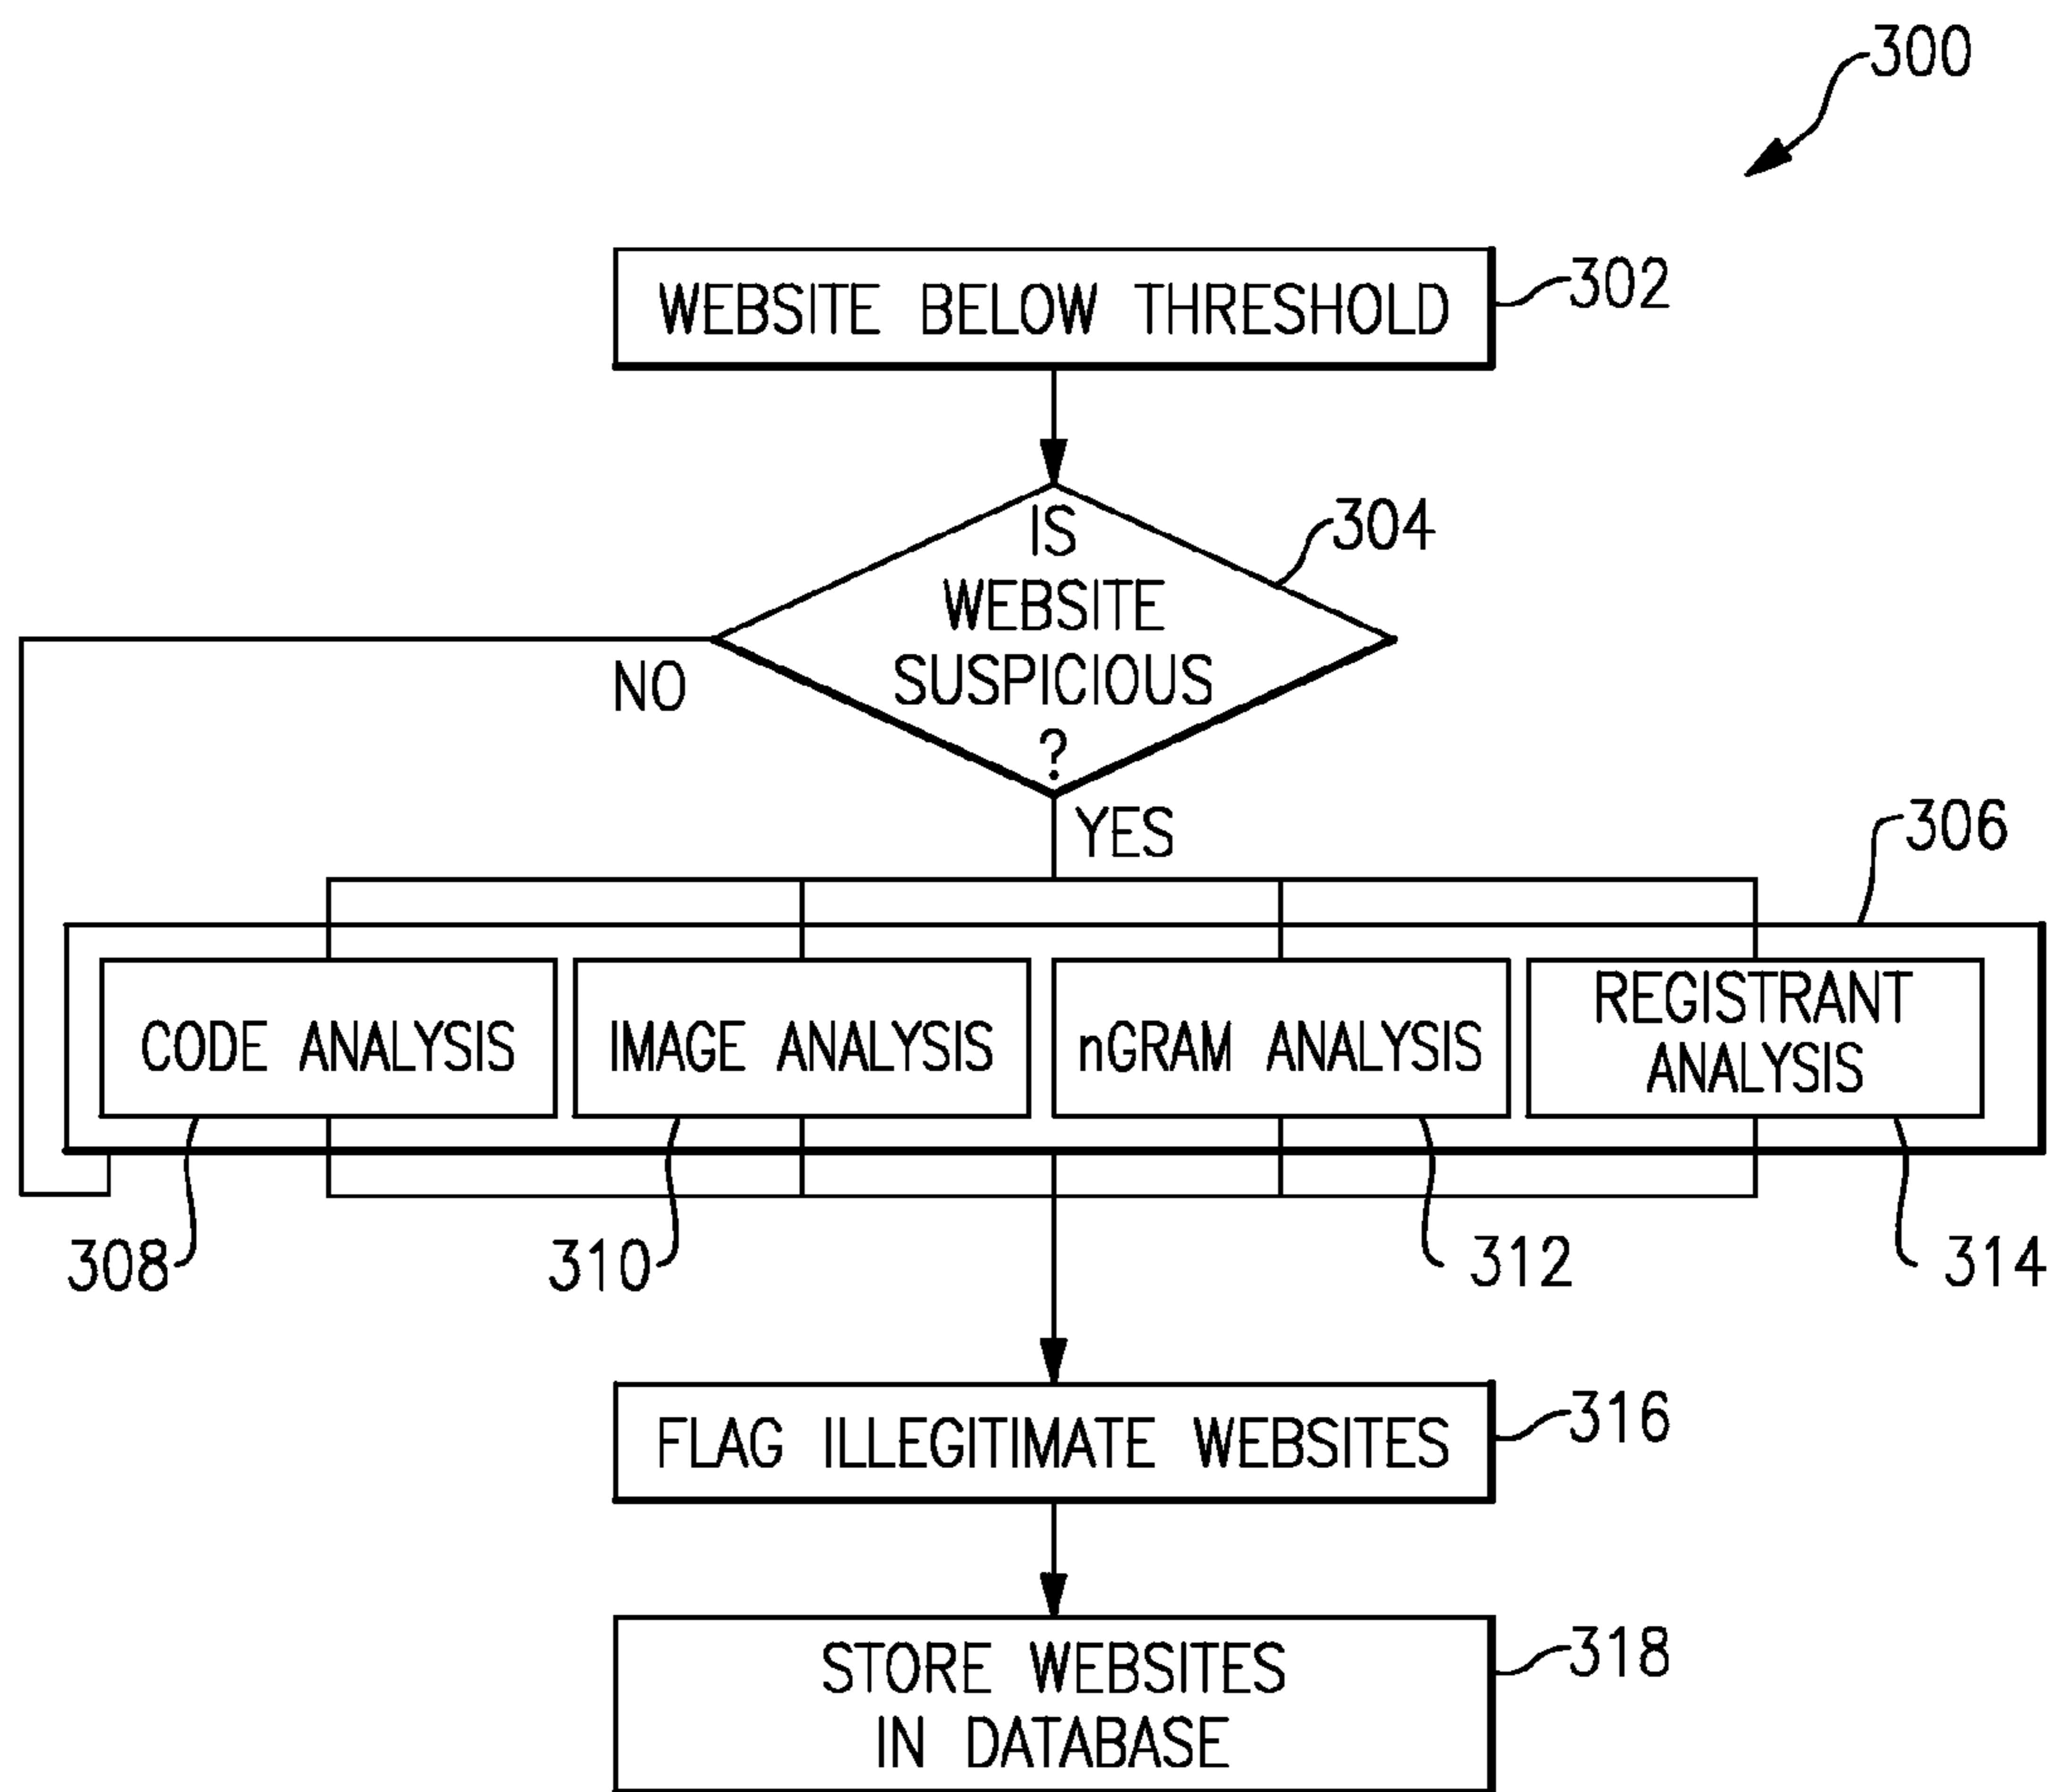 300
WEBSITE BELOW THRESHOLD
302
IS
WEBSITE
SUSPICIOUS
?
304
NO
YES
306
CODE ANALYSIS
IMAGE ANALYSIS
nGRAM ANALYSIS
REGISTRANT
ANALYSIS
308
310
312
314
FLAG ILLEGITIMATE WEBSITES
316
STORE WEBSITES
IN DATABASE
318